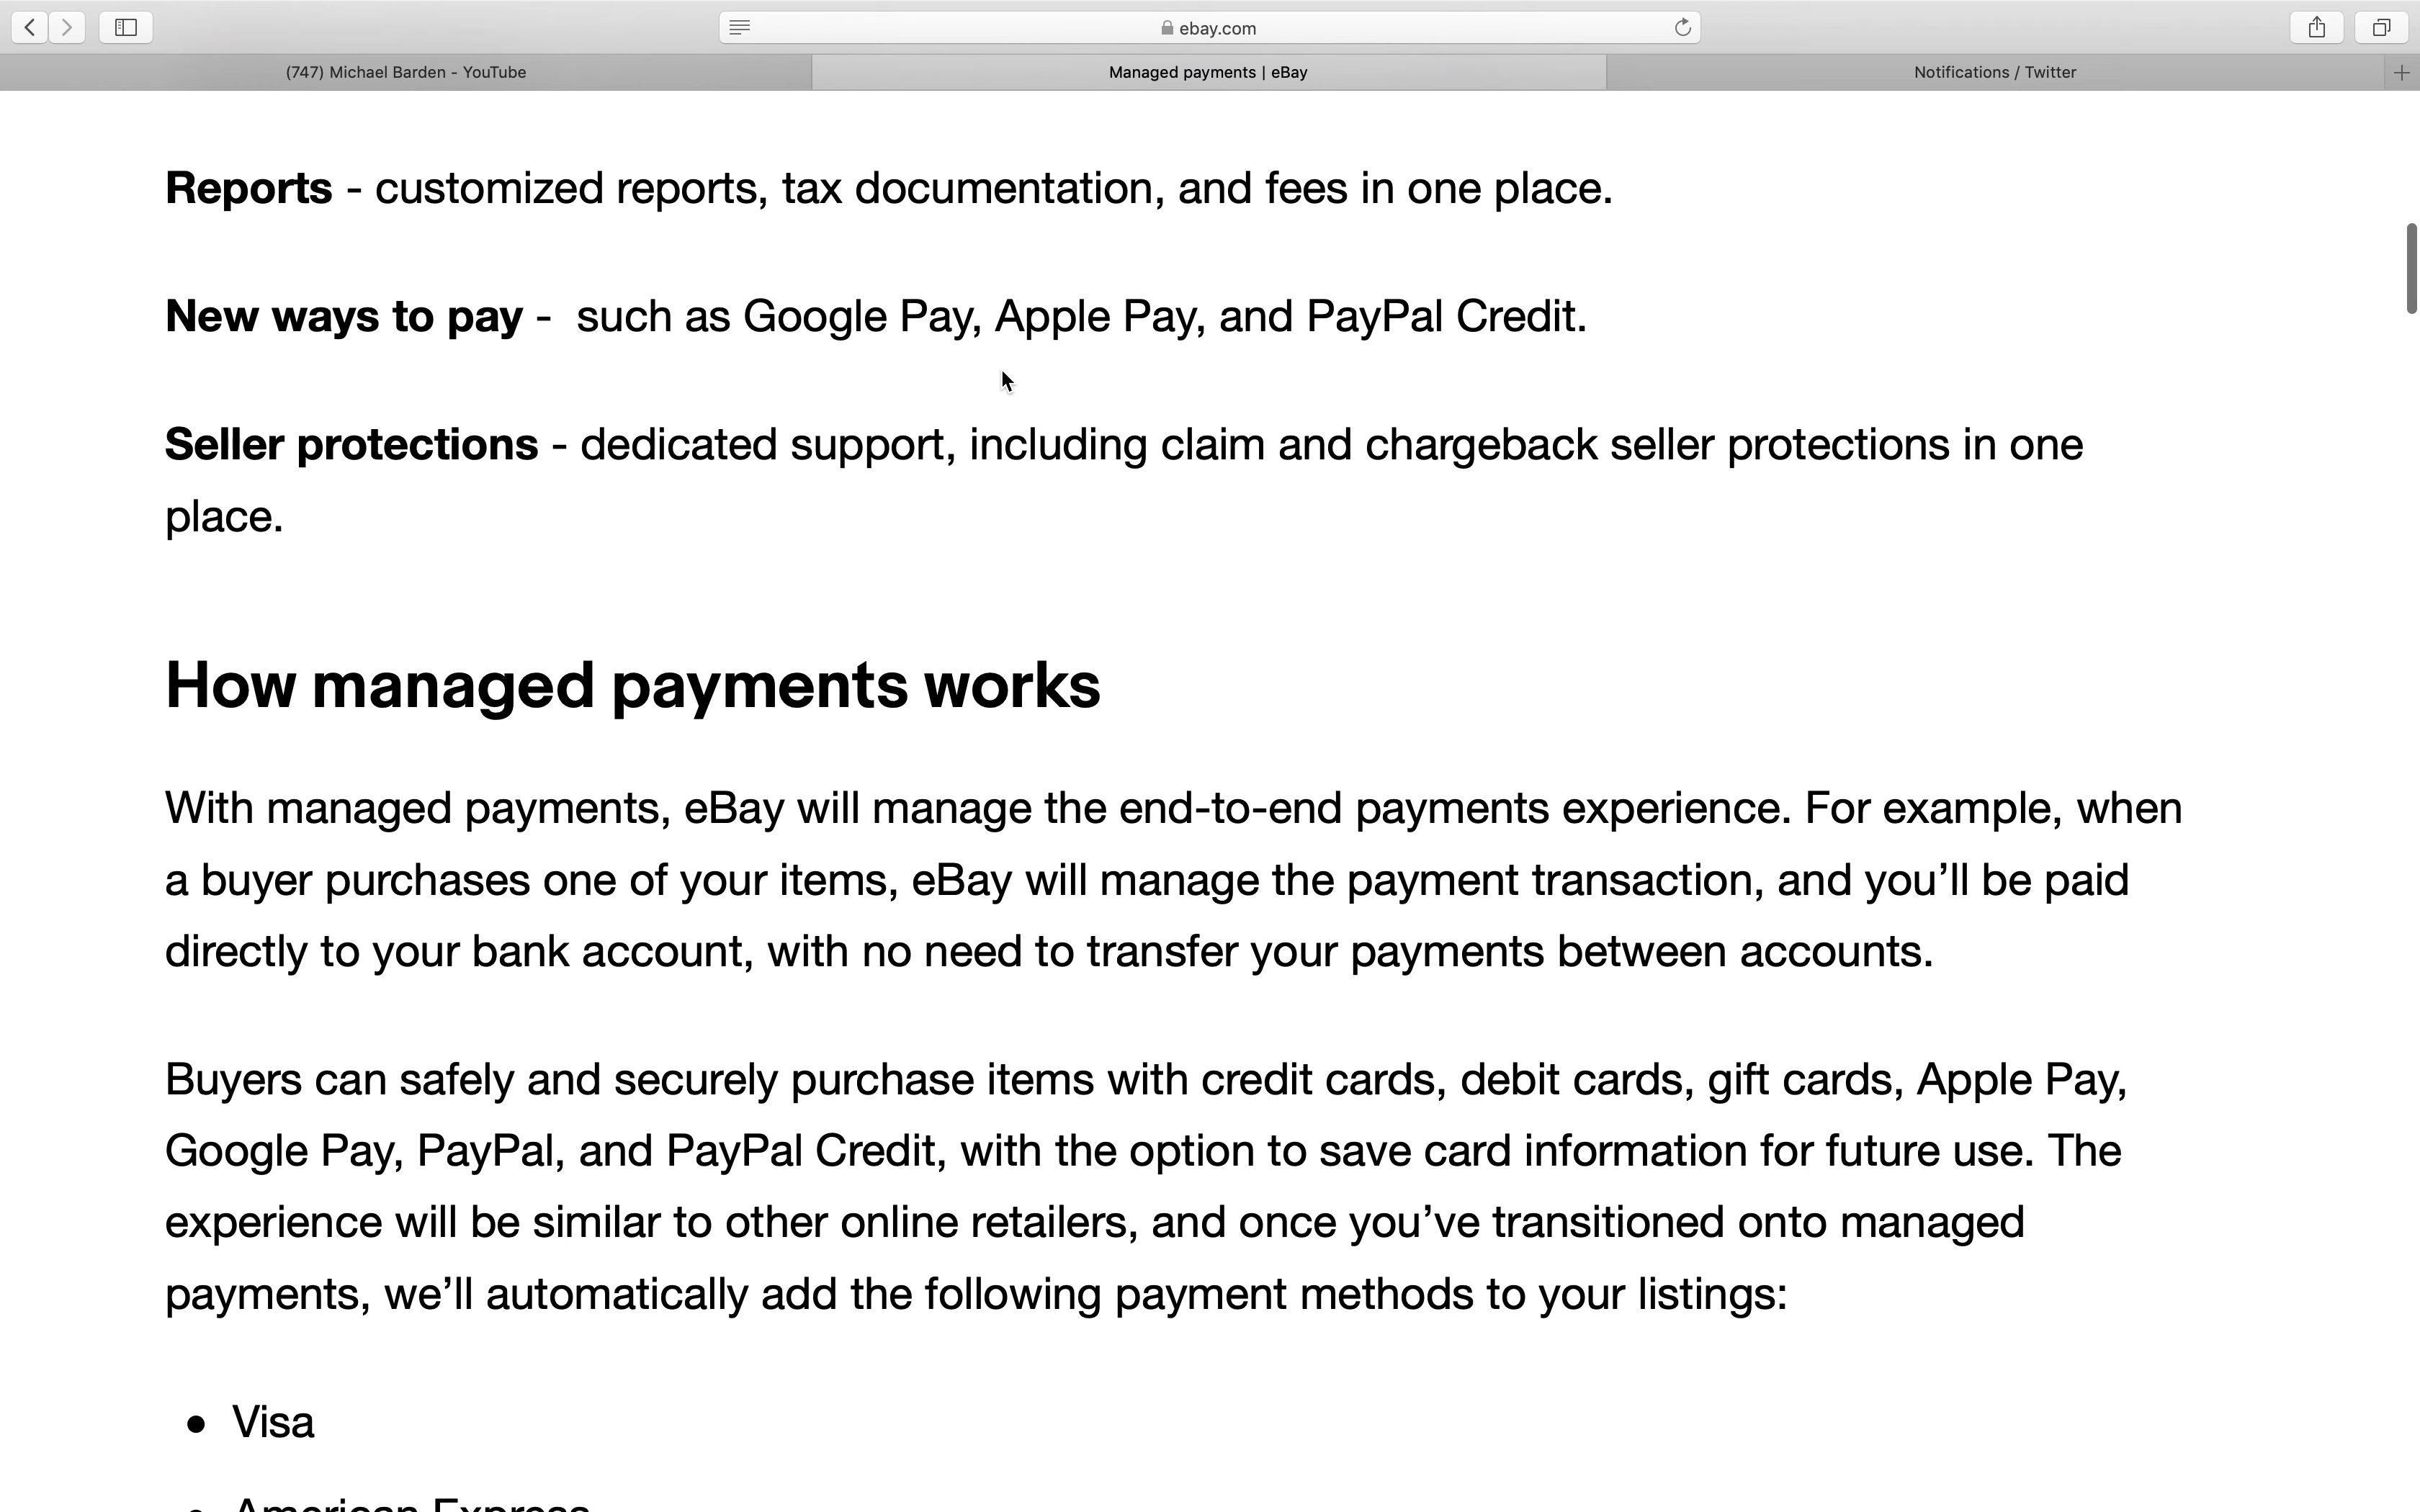 ebay.com
(747) Michael Barden - YouTube
Managed payments | eBay
Notifications / Twitter
Reports - customized reports, tax documentation, and fees in one place.
New ways to pay -  such as Google Pay, Apple Pay, and PayPal Credit.
Seller protections - dedicated support, including claim and chargeback seller protections in one
place.
How managed payments works
With managed payments, eBay will manage the end-to-end payments experience. For example, when
a buyer purchases one of your items, eBay will manage the payment transaction, and you’ll be paid
directly to your bank account, with no need to transfer your payments between accounts.
Buyers can safely and securely purchase items with credit cards, debit cards, gift cards, Apple Pay,
Google Pay, PayPal, and PayPal Credit, with the option to save card information for future use. The
experience will be similar to other online retailers, and once you’ve transitioned onto managed
payments, we’ll automatically add the following payment methods to your listings:
• Visa
• American Express